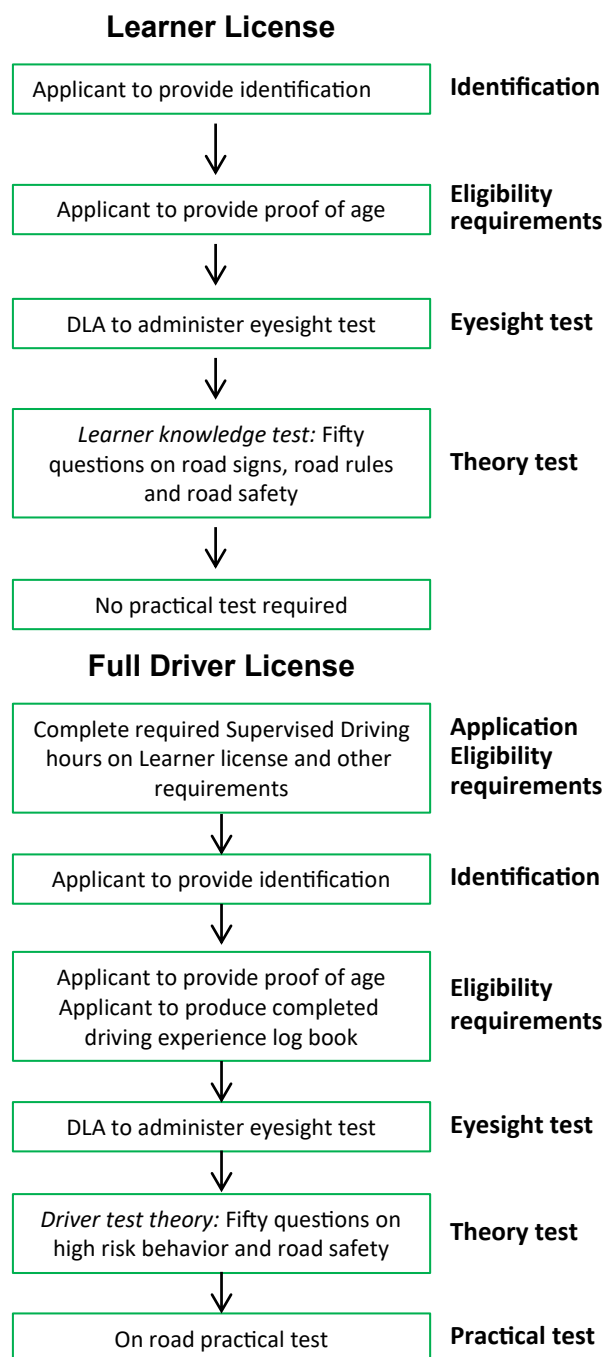 Learner License
Applicant to provide identification
Identification
Applicant to provide proof of age
Eligibility
requirements
DLA to administer eyesight test
Eyesight test
Learner knowledge test: Fifty
questions on road signs, road rules
and road safety
Theory test
No practical test required
Full Driver License
Complete required Supervised Driving
hours on Learner license and other
requirements
Application
Eligibility
requirements
Applicant to provide identification
Identification
Applicant to provide proof of age
Applicant to produce completed
driving experience log book
Eligibility
requirements
DLA to administer eyesight test
Eyesight test
Driver test theory: Fifty questions on
high risk behavior and road safety
Theory test
On road practical test
Practical test